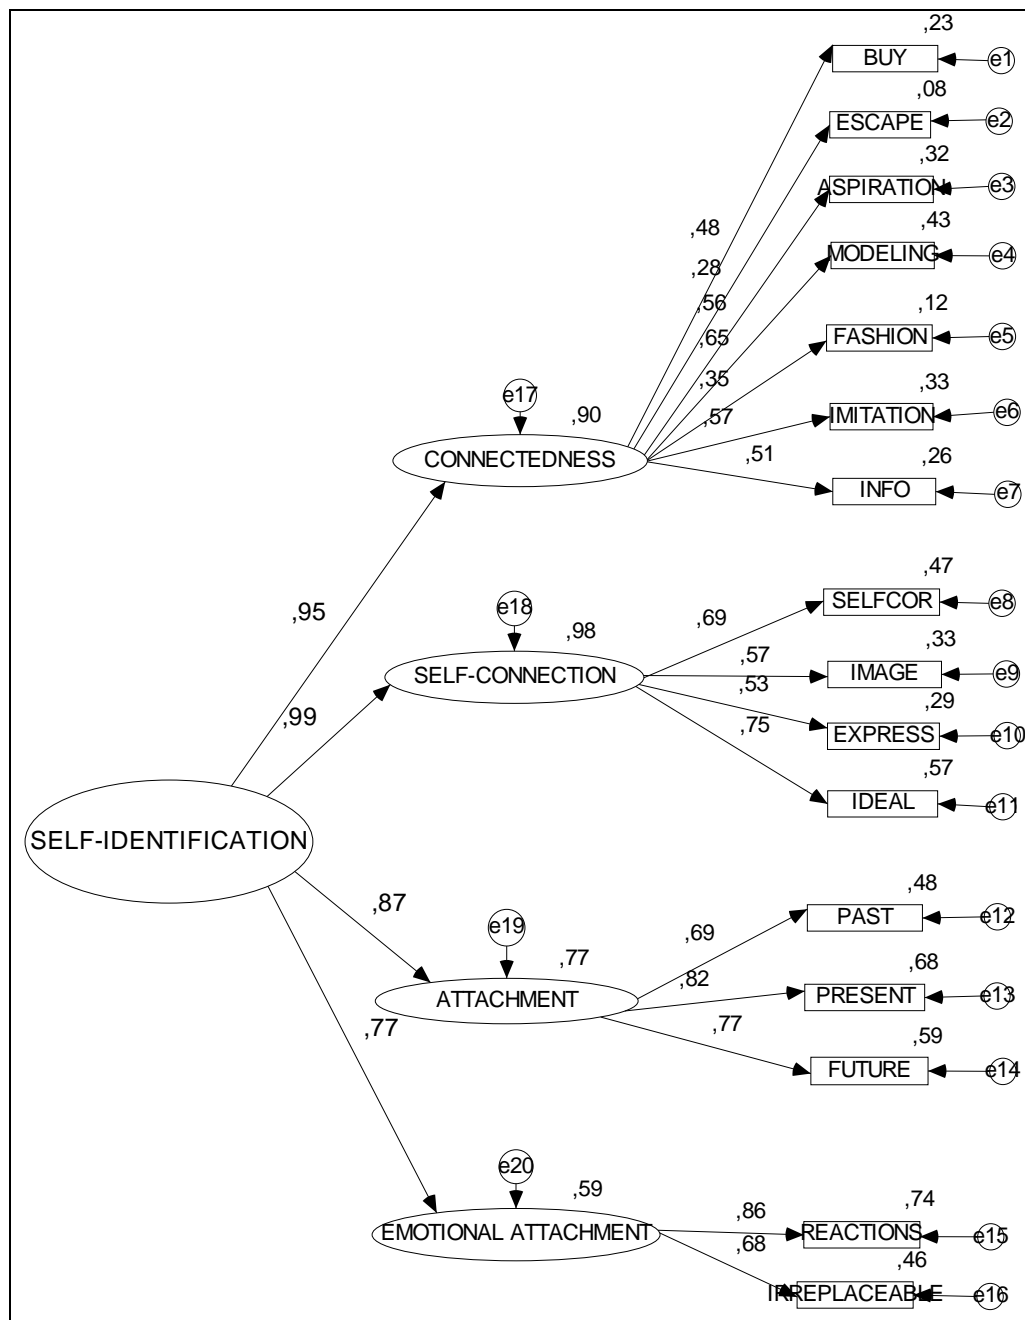 ,23
BUY
e1
,08
ESCAPE
e2
,32
ASPIRATION
e3
,48
,43
MODELING
e4
,28
,56
,12
FASHION
e5
,65
,35
e17
,90
,57
,33
IMITATION
e6
CONNECTEDNESS
,51
,26
INFO
e7
,47
SELFCOR
e8
,95
e18
,98
,69
,33
SELF-CONNECTION
,57
IMAGE
e9
,53
,29
,99
,75
EXPRESS
e10
,57
IDEAL
e11
SELF-IDENTIFICATION
,87
,48
PAST
e12
e19
,77
,69
,68
ATTACHMENT
,82
PRESENT
e13
,77
,77
,59
FUTURE
e14
e20
,59
,86
,74
EMOTIONAL ATTACHMENT
REACTIONS
e15
,68
,46
IRREPLACEABLE
e16